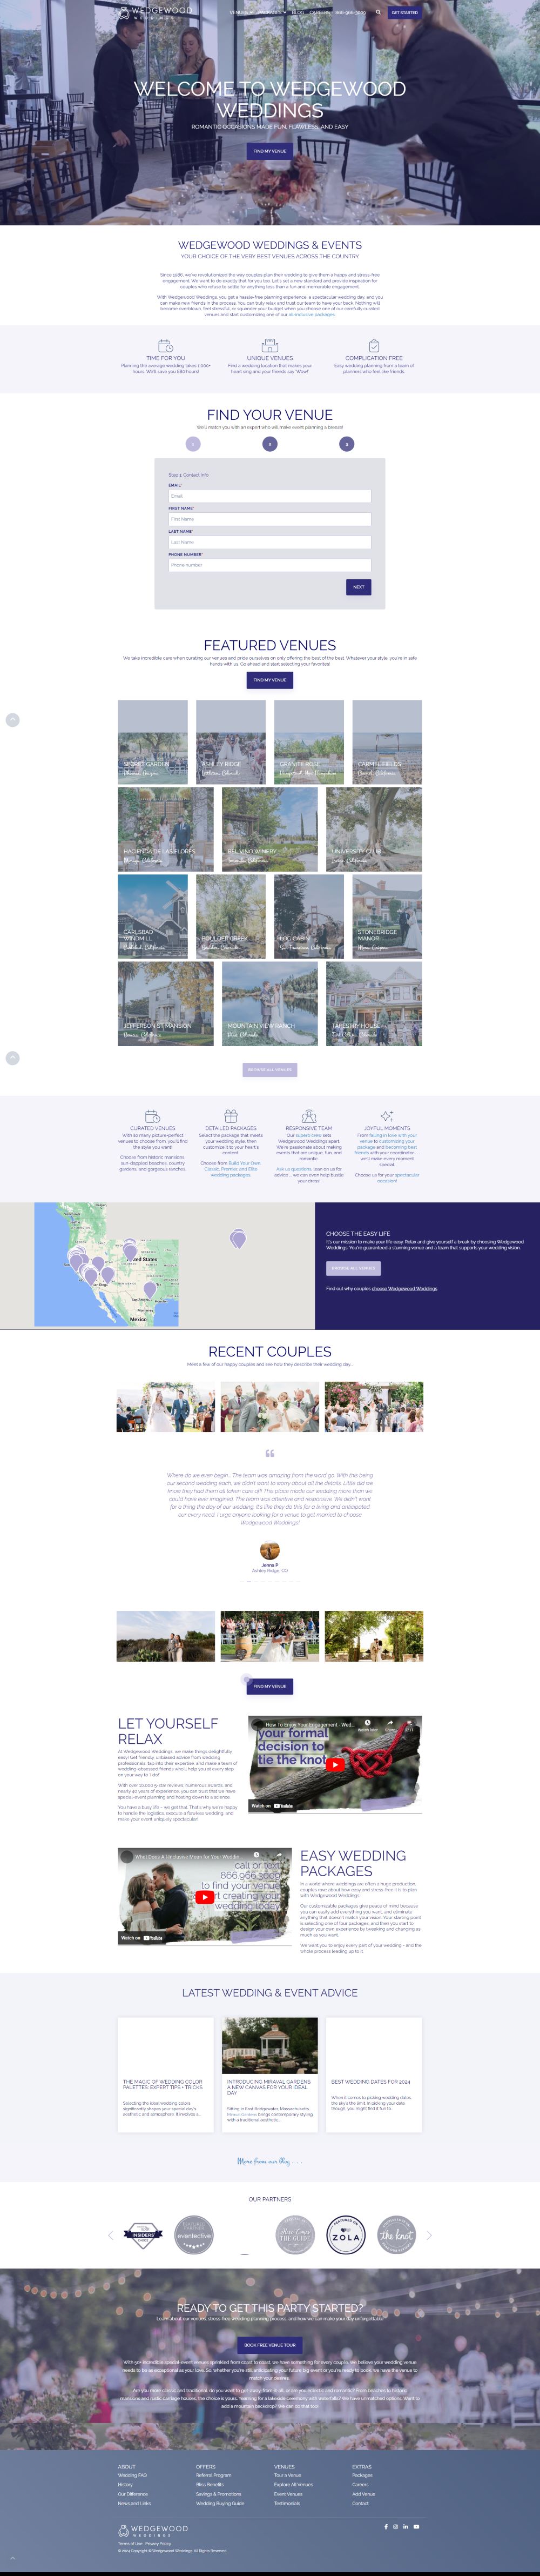 WEDGEWOOD
WEDDINGS
VENUES
PACKAGES
BLOG
CAREERS
866-966-3009
GET STARTED
WELCOME TO WEDGEWOOD
WEDDINGS
ROMANTIC OCCASIONS MADE FUN, FLAWLESS, AND EASY
FIND MY VENUE
WEDGEWOOD WEDDINGS & EVENTS
YOUR CHOICE OF THE VERY BEST VENUES ACROSS THE COUNTRY
Since 1986, we've revolutionized the way couples plan their wedding to give them a happy and stress-free
engagement. We want to do exactly that for you too. Let's set a new standard and provide inspiration for
couples who refuse to settle for anything less than a fun and memorable engagement.
With Wedgewood Weddings, you get a hassle-free planning experience, a spectacular wedding day, and you
can make new friends in the process. You can truly relax and trust our team to have your back. Nothing will
become overblown, feel stressful, or squander your budget when you choose one of our carefully curated
venues and start customizing one of our all-inclusive packages.
TIME FOR YOU
Planning the average wedding takes 1,000+
hours. We'll save you 880 hours!
UNIQUE VENUES
Find a wedding location that makes your
heart sing and your friends say 'Wow!'
COMPLICATION FREE
Easy wedding planning from a team of
planners who feel like friends.
FIND YOUR VENUE
We'll match you with an expert who will make event planning a breeze!
1
2
3
Step 1: Contact Info
EMAIL*
Email
FIRST NAME*
First Name
LAST NAME*
Last Name
PHONE NUMBER*
Phone number
NEXT
FEATURED VENUES
We take incredible care when curating our venues and pride ourselves on only offering the best of the best. Whatever your style, you're in safe
hands with us. Go ahead and start selecting your favorites!
FIND MY VENUE
SECRET GARDEN
Phoenix, Arizona
ASHLEY RIDGE
Littleton, Colorado
GRANITE ROSE
Hampstead, New Hampshire
CARMEL FIELDS
Carmel, California
HACIENDA DE LAS FLORES
Moraga, California
BEL VINO WINERY
Temecula, California
UNIVERSITY CLUB
Irvine, California
CARLSBAD
WINDMILL
Carlsbad, California
BOULDER CREEK
Boulder, Colorado
LOG CABIN
San Francisco, California
STONEBRIDGE
MANOR
Mesa, Arizona
JEFFERSON ST MANSION
Benicia, California
MOUNTAIN VIEW RANCH
Pine, Colorado
TAPESTRY HOUSE
Fort Collins, Colorado
BROWSE ALL VENUES
CURATED VENUES
With so many picture-perfect
venues to choose from, you'll find
the style you want!
Choose from historic mansions,
sun-dappled beaches, country
gardens, and gorgeous ranches.
DETAILED PACKAGES
Select the package that meets
your wedding style, then
customize it to your heart's
content.
Choose from Build Your Own,
Classic, Premier, and Elite
wedding packages.
RESPONSIVE TEAM
Our superb crew sets
Wedgewood Weddings apart.
We're passionate about making
events that are unique, fun, and
romantic.
Ask us questions, lean on us for
advice ... we can even help buster
your stress!
JOYFUL MOMENTS
From falling in love with your
venue to customizing your
package and becoming best
friends with your coordinator ...
we'll make every moment
special.
Choose us for your spectacular
occasion!
United States
Mexico
CHOOSE THE EASY LIFE
It's our mission to make your life easy. Relax and give yourself a break by choosing Wedgewood
Weddings. You're guaranteed a stunning venue and a team that supports your wedding vision.
BROWSE ALL VENUES
Find out why couples choose Wedgewood Weddings
RECENT COUPLES
Meet a few of our happy couples and see how they describe their wedding day...
Where do we even begin... The team was amazing from the word go. With this being
our second wedding each, we didn't want to worry about all the details. Little did we
know they had them all taken care of!! This place made our wedding more than we
could have ever imagined. The team was attentive and responsive. We didn't want
for a thing the day of our wedding. It's like they do this for a living and anticipated
our every need. I urge anyone looking for a venue to get married to choose
Wedgewood Weddings!
Jenna P
Ashley Ridge, CO
FIND MY VENUE
LET YOURSELF
RELAX
At Wedgewood Weddings, we make things delightfully
easy! Get friendly, unbiased advice from wedding
professionals, tap into their expertise, and make a team of
wedding obsessed friends who'll help you at every step
on your way to 'I do!'
With over 20,000 5-star reviews, numerous awards, and
nearly 40 years of experience, you can trust that we have
special event planning and hosting down to a science.
You have a busy life – we get that. That's why we're happy
to handle the logistics, execute a flawless wedding, and
make your event uniquely spectacular!
How To Enjoy Your Engagement - Wed...
your formal
decision to
tie the knot
Watch on YouTube
What Does All-Inclusive Mean for Your Weddin...
call or text
866.966.3009
to find your venue
start creating your
wedding today
Watch on YouTube
EASY WEDDING
PACKAGES
In a world where weddings are often a huge production,
couples rave about how easy and stress-free it is to plan
with Wedgewood Weddings.
Our customizable packages give peace of mind because
you can easily add everything you want, and eliminate
anything that doesn't match your vision. Your starting point
is selecting one of four packages, and then you start to
design your own experience by tweaking and changing as
much as you want.
We want you to enjoy every part of your wedding - and the
whole process leading up to it.
LATEST WEDDING & EVENT ADVICE
THE MAGIC OF WEDDING COLOR
PALETTES: EXPERT TIPS + TRICKS
Selecting the ideal wedding colors
significantly shapes your special day's
aesthetic and atmosphere. It involves a...
INTRODUCING MIRAVAL GARDENS:
A NEW CANVAS FOR YOUR IDEAL
DAY
Sitting in East Bridgewater, Massachusetts,
Miraval Gardens brings contemporary styling
with a traditional aesthetic...
BEST WEDDING DATES FOR 2024
When it comes to picking wedding dates,
the sky's the limit, in picking your date
though, you might find it fun to...
More from our blog . . .
OUR PARTNERS
INSIDERS
eventective
Here Comes
THE GUIDE
FEATURED ON
ZOLA
the knot
READY TO GET THIS PARTY STARTED?
Learn about our venues, stress-free wedding planning process, and how we can make your day unforgettable.
BOOK FREE VENUE TOUR
With 50+ incredible special event venues sprinkled from coast to coast, we have something for every couple. We believe your wedding venue
needs to be as exceptional as your love. So, whether you're still anticipating your future big event or you're ready to book, we have the venue to
match your desires.
Are you more classic and traditional, do you want to get away from it all, or are you eclectic and romantic? From beaches to historic
mansions and rustic carriage houses, the choice is yours. Yearning for a lakeside ceremony with waterfalls? We have unmatched options. Want to
add a mountain backdrop? We can do that too!
ABOUT
Wedding FAQ
History
Our Difference
News and Links
OFFERS
Referral Program
Bliss Benefits
Savings & Promotions
Wedding Buying Guide
VENUES
Tour a Venue
Explore All Venues
Event Venues
Testimonials
EXTRAS
Packages
Careers
Add Venue
Contact
WEDGEWOOD
WEDDINGS
Terms of Use Privacy Policy
© 2024 Copyright © Wedgewood Weddings. All Rights Reserved.